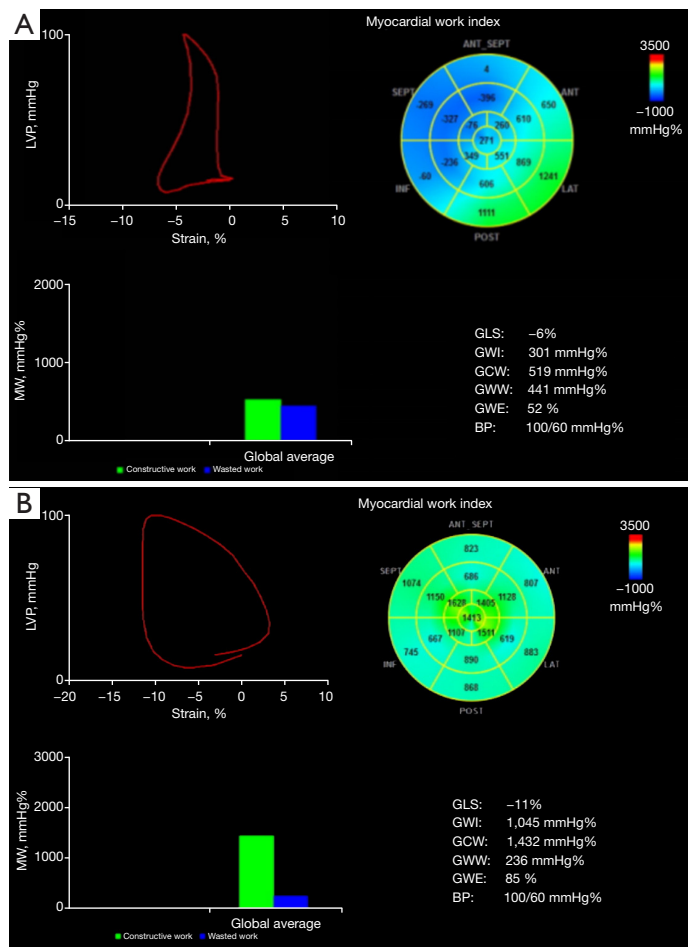 A
Myocardial work index
100
LVP, mmHg
0
−15 −10 −5 0 5 10
Strain, %
ANT_SEPT
SEPT
ANT
INF
LAT
POST
4
-269
-396
650
-327
-76
260
610
271
-60
-236
349
551
869
1241
606
1111
3500
−1000
mmHg%
2000
MW, mmHg%
1000
0
Global average
Constructive work Wasted work
GLS: −6%
GWI: 301 mmHg%
GCW: 519 mmHg%
GWW: 441 mmHg%
GWE: 52 %
BP: 100/60 mmHg%
B
Myocardial work index
100
LVP, mmHg
0
−20 −15 −10 −5 0 5 10
Strain, %
ANT_SEPT
SEPT
ANT
INF
LAT
POST
823
1074
686
807
1150
1628
1405
1128
1413
745
667
1107
1511
619
883
890
868
3500
−1000
mmHg%
3000
2000
MW, mmHg%
1000
0
Global average
Constructive work Wasted work
GLS: −11%
GWI: 1,045 mmHg%
GCW: 1,432 mmHg%
GWW: 236 mmHg%
GWE: 85 %
BP: 100/60 mmHg%